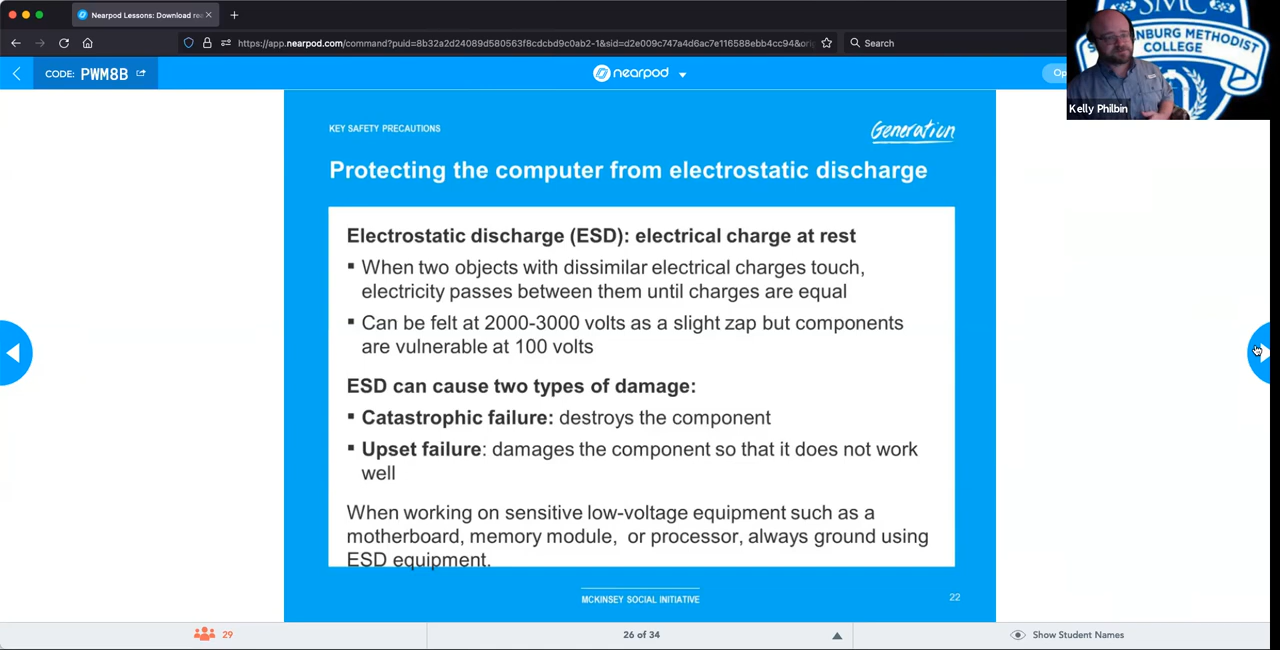 Nearpod Lessons: Download re
https://app.nearpod.com/command?puid=8b32a2d24089d580563f8cdcbd9c0ab2-1&sid=d2e009c747a4d6ac7e116588ebb4cc94&
Search
SMC
METHODIST
COLLEGE
Kelly Philbin
CODE: PWM8B
nearpod
KEY SAFETY PRECAUTIONS
Generation
Protecting the computer from electrostatic discharge
Electrostatic discharge (ESD): electrical charge at rest
▪ When two objects with dissimilar electrical charges touch,
electricity passes between them until charges are equal
▪ Can be felt at 2000-3000 volts as a slight zap but components
are vulnerable at 100 volts
ESD can cause two types of damage:
▪ Catastrophic failure: destroys the component
▪ Upset failure: damages the component so that it does not work
well
When working on sensitive low-voltage equipment such as a
motherboard, memory module, or processor, always ground using
ESD equipment.
MCKINSEY SOCIAL INITIATIVE
22
29
26 of 34
Show Student Names